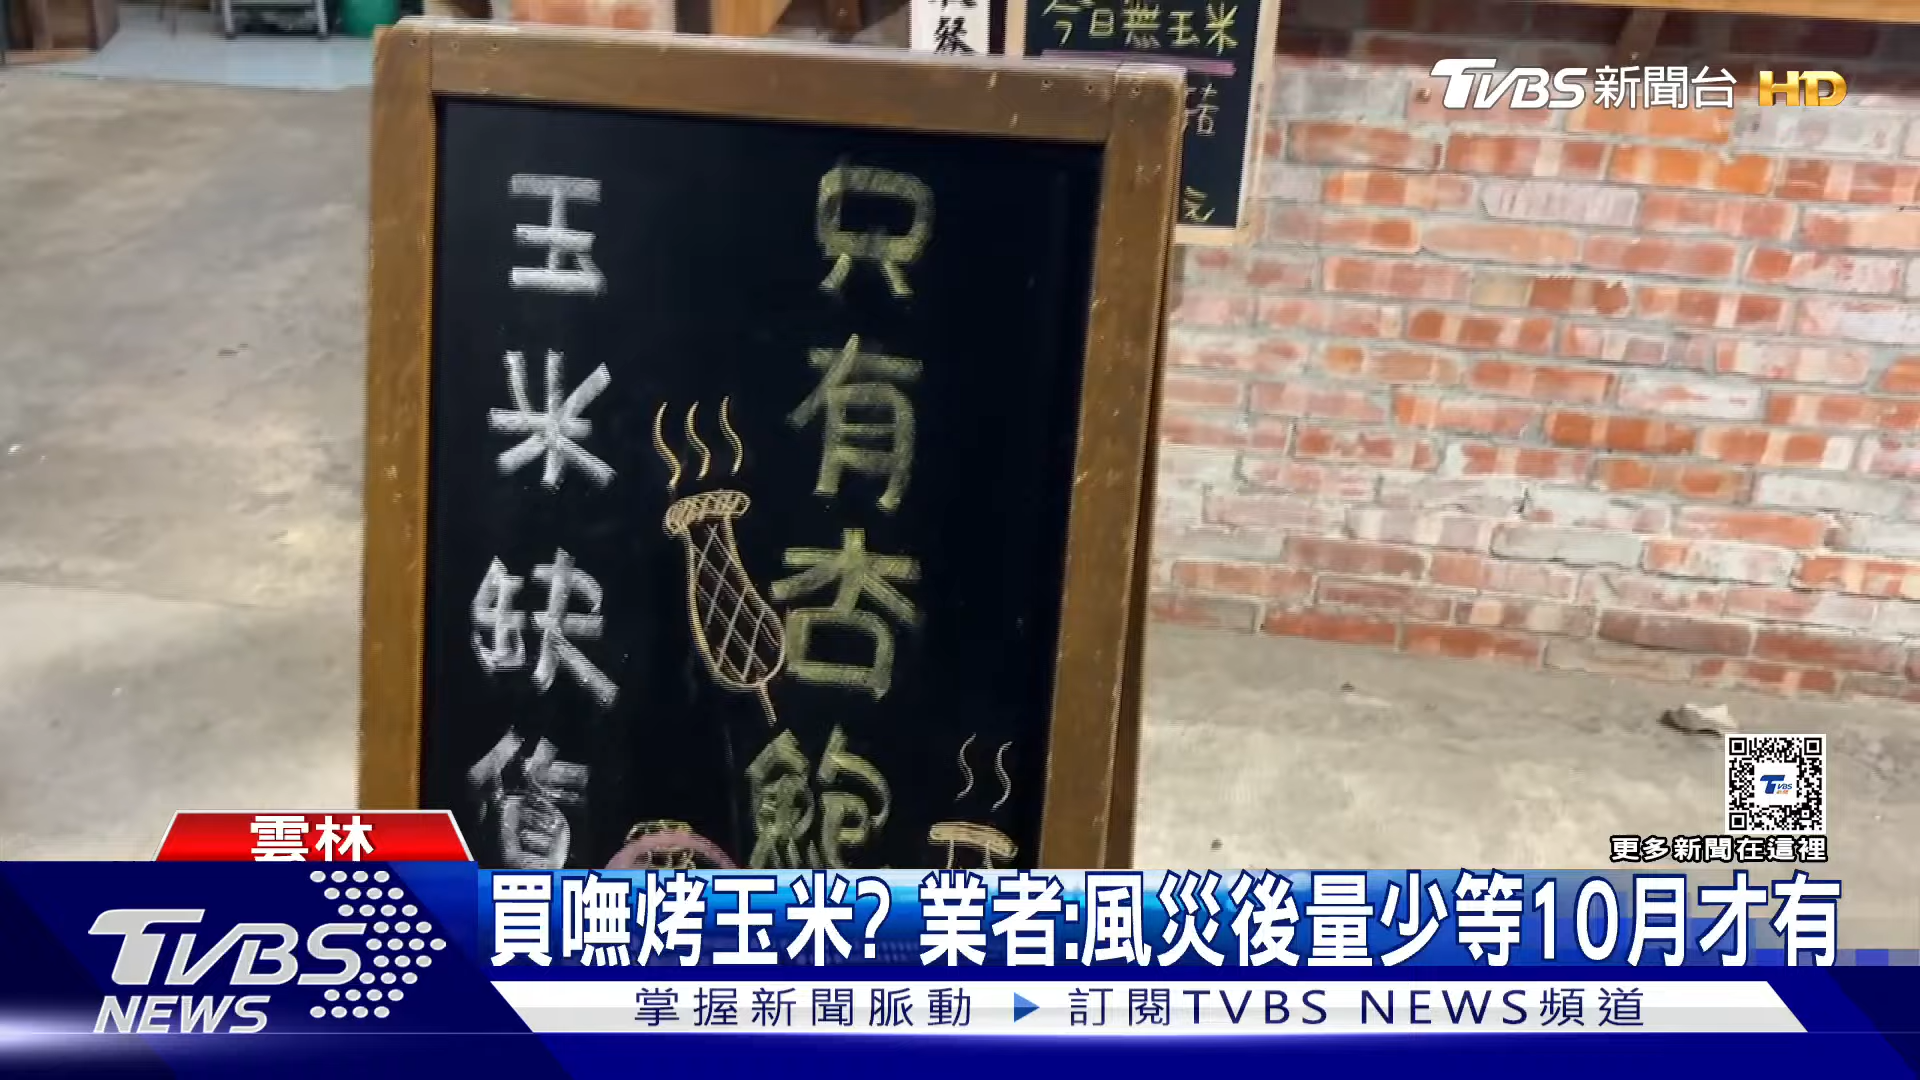 今日無玉米
TVBS新聞台 HD
只有杏鮑
玉米缺貨
更多新聞在這裡
雲林
買嘸烤玉米? 業者:風災後量少等10月才有
TVBS NEWS
掌握新聞脈動 ▶ 訂閱TVBS NEWS頻道